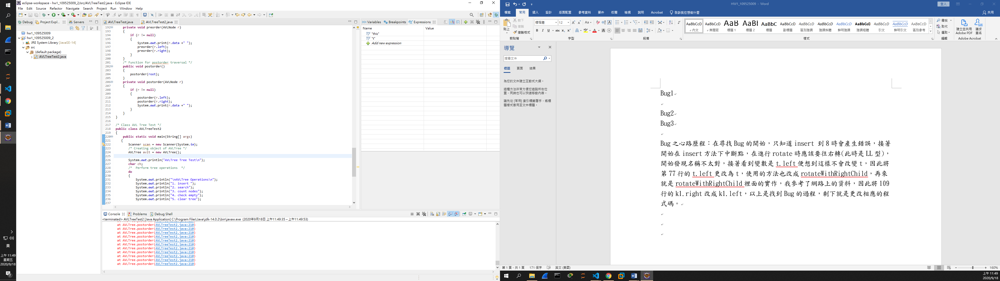 eclipse-workspace - hw1_109525009_2/src/AVLTreeTest2.java - Eclipse IDE
File Edit Source Refactor Navigate Search Project Run Window Help
Debug Project Expl... Servers
hw1_109525009
hw1_109525009_2
JRE System Library [JavaSE-14]
src
(default package)
AVLTreeTest2.java
AVLTreeTest.java AVLTreeTest2.java
192 private void preorder(AVLNode r)
193 {
194 if (r != null)
195 {
196 System.out.print(r.data +" ");
197 preorder(r.left);
198 preorder(r.right);
199 }
200 }
201 /* Function for postorder traversal */
202 public void postorder()
203 {
204 postorder(root);
205 }
206 private void postorder(AVLNode r)
207 {
208 if (r != null)
209 {
210 postorder(r.left);
211 postorder(r.right);
212 System.out.print(r.data +" ");
213 }
214 }
215 }
216
217 /* Class AVL Tree Test */
218 public class AVLTreeTest2
219 {
220 public static void main(String[] args)
221 {
222 Scanner scan = new Scanner(System.in);
223 /* Creating object of AVLTree */
224 AVLTree avlt = new AVLTree();
225
226 System.out.println("AVLTree Tree Test\n");
227 char ch;
228 /* Perform tree operations */
229 do
230 {
231 System.out.println("\nAVLTree Operations\n");
232 System.out.println("1. insert ");
233 System.out.println("2. search");
234 System.out.println("3. count nodes");
235 System.out.println("4. check empty");
236 System.out.println("5. clear tree");
237
Variables Breakpoints Expressions
Name Value
"this"
"t"
Add new expression
Console Problems Debug Shell
<terminated> AVLTreeTest2 [Java Application] C:\Program Files\Java\jdk-14.0.2\bin\javaw.exe (2020年9月18日 上午11:49:35 – 上午11:49:53)
at AVLTree.postorder(AVLTreeTest2.java:210)
at AVLTree.postorder(AVLTreeTest2.java:210)
at AVLTree.postorder(AVLTreeTest2.java:210)
at AVLTree.postorder(AVLTreeTest2.java:210)
at AVLTree.postorder(AVLTreeTest2.java:210)
at AVLTree.postorder(AVLTreeTest2.java:210)
at AVLTree.postorder(AVLTreeTest2.java:210)
at AVLTree.postorder(AVLTreeTest2.java:210)
at AVLTree.postorder(AVLTreeTest2.java:210)
at AVLTree.postorder(AVLTreeTest2.java:210)
at AVLTree.postorder(AVLTreeTest2.java:210)
英
上午 11:49
星期五
2020/9/18
2
HW1_109525009 - Word
登入
檔案 常用 插入 設計 版面配置 參考資料 郵件 校閱 檢視 說明 Acrobat 告訴我您想做什麼 共用
貼上 剪下 複製 複製格式
標楷體 12
AaBbCcD AaBbCcD AaB AaBl AaBbC AaBbCcD AaBbCcD AaBbCcD AaBbCcD AaBbCcD AaBbCcD AaBbCcD AaBbCcD
內文 無間距 標題 1 標題 2 標題 副標題 區別強調 強調斜體 鮮明強調 強調粗體 引文 鮮明引文 區別參考
尋找 取代 選取
建立並共用 Adobe PDF 請求簽名
剪貼簿 字型 段落 樣式 編輯 Adobe Acrobat
導覽
搜尋文件
標題 頁面 結果
為您的文件建立互動式大綱。
這種方法非常方便您追蹤所在位
置，同時也可以快速移動內容。
請先從 [常用] 索引標籤著手，將標
題樣式套用至文件標題。
Bug1
Bug2
Bug3
Bug 之心路歷程：在尋找 Bug 的開始，只知道 insert 到 8 時會產生錯誤，接著
開始在 insert 方法下中斷點，在進行 rotate 時應該要往右轉(此時是 LL 型)，
開始發現名稱不太對，接著看到變數是 t.left 便想到這樣不會改變 t，因此將
第 77 行的 t.left 更改為 t，使用的方法也改成 rotateWithRightChild，再來
就是 rotateWithRightChild 裡面的實作，我參考了網路上的資料，因此將 109
行的 k1.right 改成 k1.left，以上是找到 Bug 的過程，剩下就是更改相應的程
式碼。
第 1 頁，共 1 頁 171 個字 英文 (美國) 160%
上午 11:49
2020/9/18